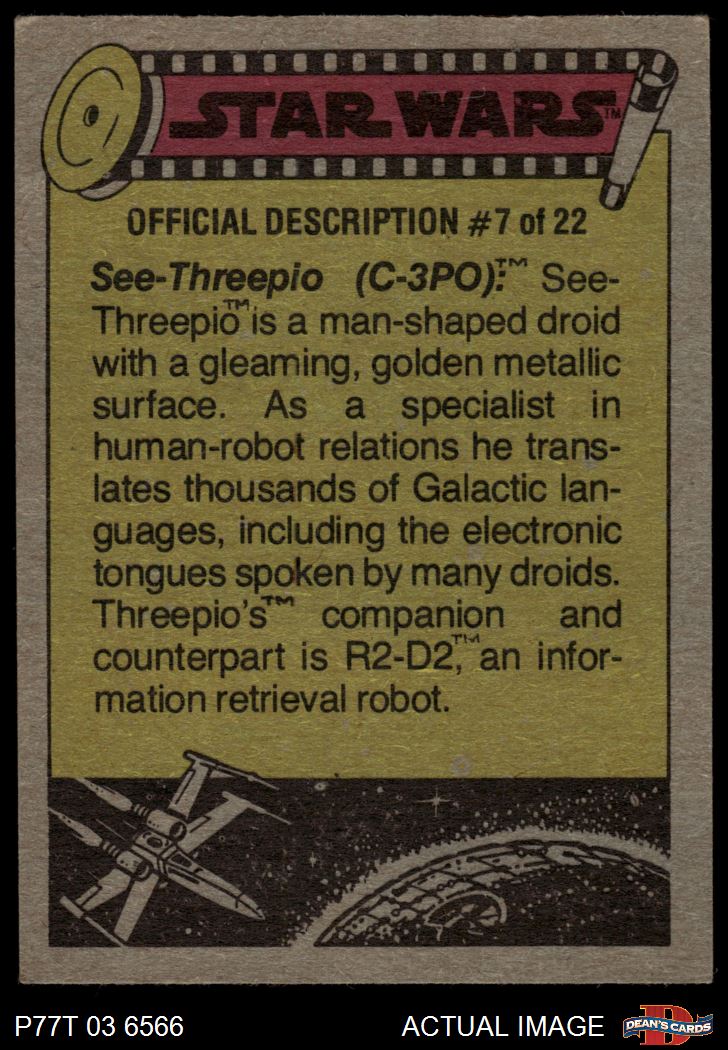 STAR WARS™
OFFICIAL DESCRIPTION #7 of 22
See-Threepio (C-3PO):™ See-
Threepio™ is a man-shaped droid
with a gleaming, golden metallic
surface. As a specialist in
human-robot relations he trans-
lates thousands of Galactic lan-
guages, including the electronic
tongues spoken by many droids.
Threepio's™ companion and
counterpart is R2-D2,™ an infor-
mation retrieval robot.
P77T 03 6566 ACTUAL IMAGE
D
DEAN'S CARDS